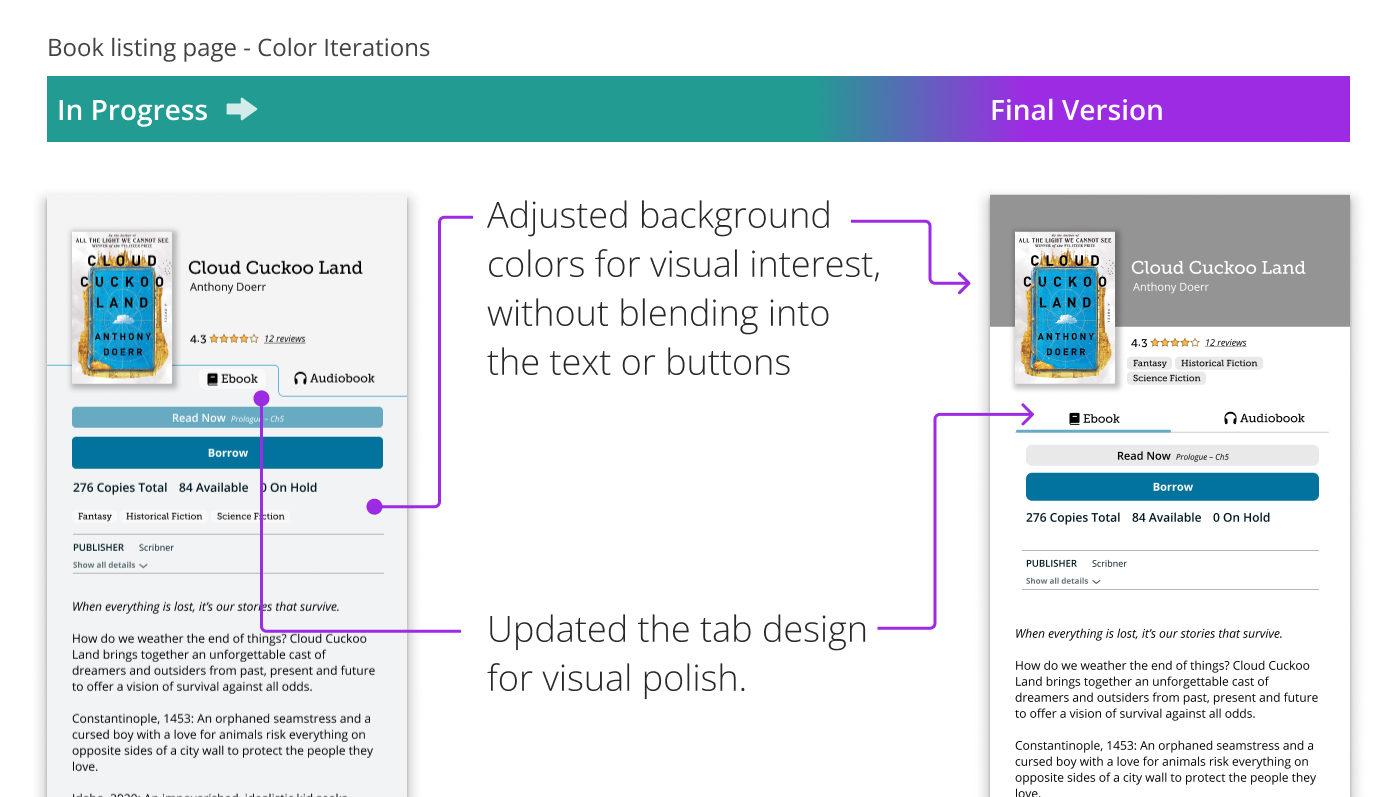 Book listing page - Color Iterations
In Progress
Final Version
by the Author of
ALL THE LIGHT WE CANNOT SEE
WINNER of the PULITZER PRIZE
CLOUD
CUCKOO
LAND
A NOVEL
ANTHONY
DOERR
Cloud Cuckoo Land
Anthony Doerr
4.3 12 reviews
Ebook Audiobook
Read Now Prologue – Ch5
Borrow
276 Copies Total 84 Available 0 On Hold
Fantasy Historical Fiction Science Fiction
PUBLISHER Scribner
Show all details
When everything is lost, it’s our stories that survive.
How do we weather the end of things? Cloud Cuckoo
Land brings together an unforgettable cast of
dreamers and outsiders from past, present and future
to offer a vision of survival against all odds.
Constantinople, 1453: An orphaned seamstress and a
cursed boy with a love for animals risk everything on
opposite sides of a city wall to protect the people they
love.
Idaho, 2020: An impoverished, idealistic kid seeks
Adjusted background
colors for visual interest,
without blending into
the text or buttons
Updated the tab design
for visual polish.
by the Author of
ALL THE LIGHT WE CANNOT SEE
WINNER of the PULITZER PRIZE
CLOUD
CUCKOO
LAND
A NOVEL
ANTHONY
DOERR
Cloud Cuckoo Land
Anthony Doerr
4.3 12 reviews
Fantasy Historical Fiction
Science Fiction
Ebook Audiobook
Read Now Prologue – Ch5
Borrow
276 Copies Total 84 Available 0 On Hold
PUBLISHER Scribner
Show all details
When everything is lost, it’s our stories that survive.
How do we weather the end of things? Cloud Cuckoo
Land brings together an unforgettable cast of
dreamers and outsiders from past, present and future
to offer a vision of survival against all odds.
Constantinople, 1453: An orphaned seamstress and a
cursed boy with a love for animals risk everything on
opposite sides of a city wall to protect the people they
love.